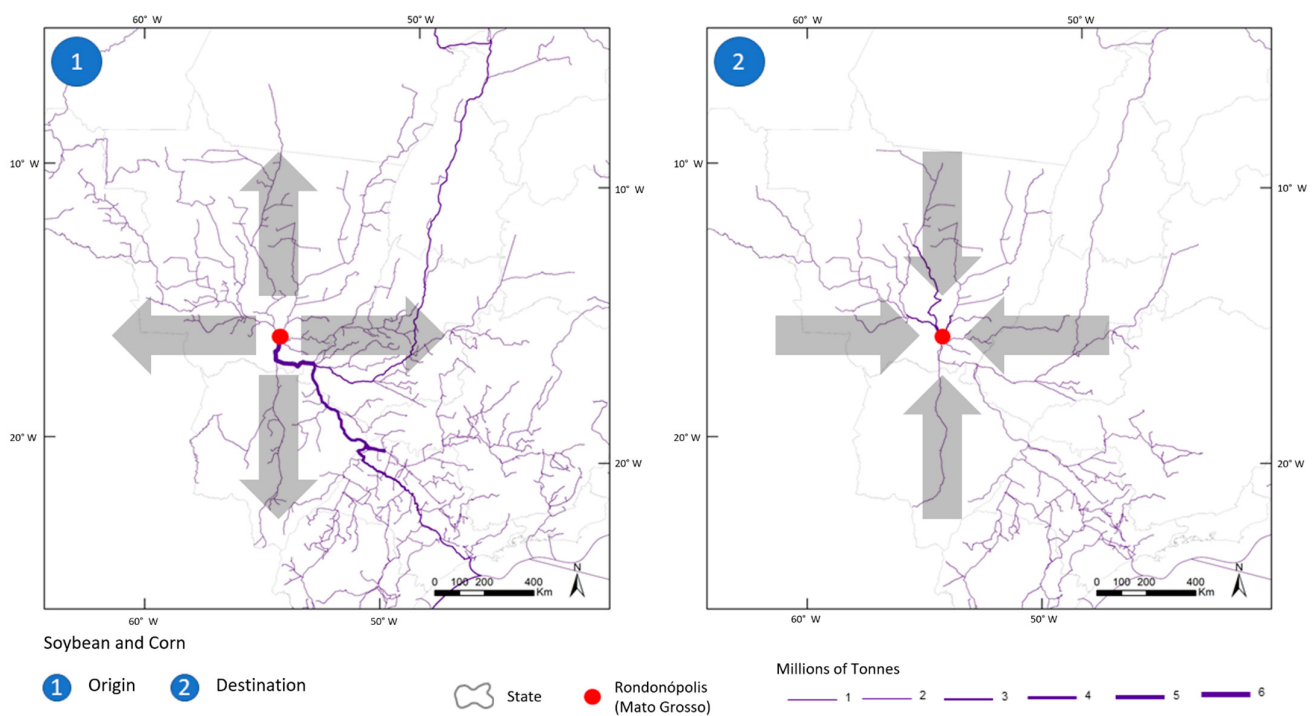 60° W
50° W
60° W
50° W
1
2
10° W
10° W
10° W
10° W
20° W
20° W
20° W
20° W
N
N
0 100 200 400
Km
0 100 200 400
Km
60° W
50° W
60° W
50° W
Soybean and Corn
1 Origin
2 Destination
State
Rondonópolis
(Mato Grosso)
Millions of Tonnes
1 2 3 4 5 6